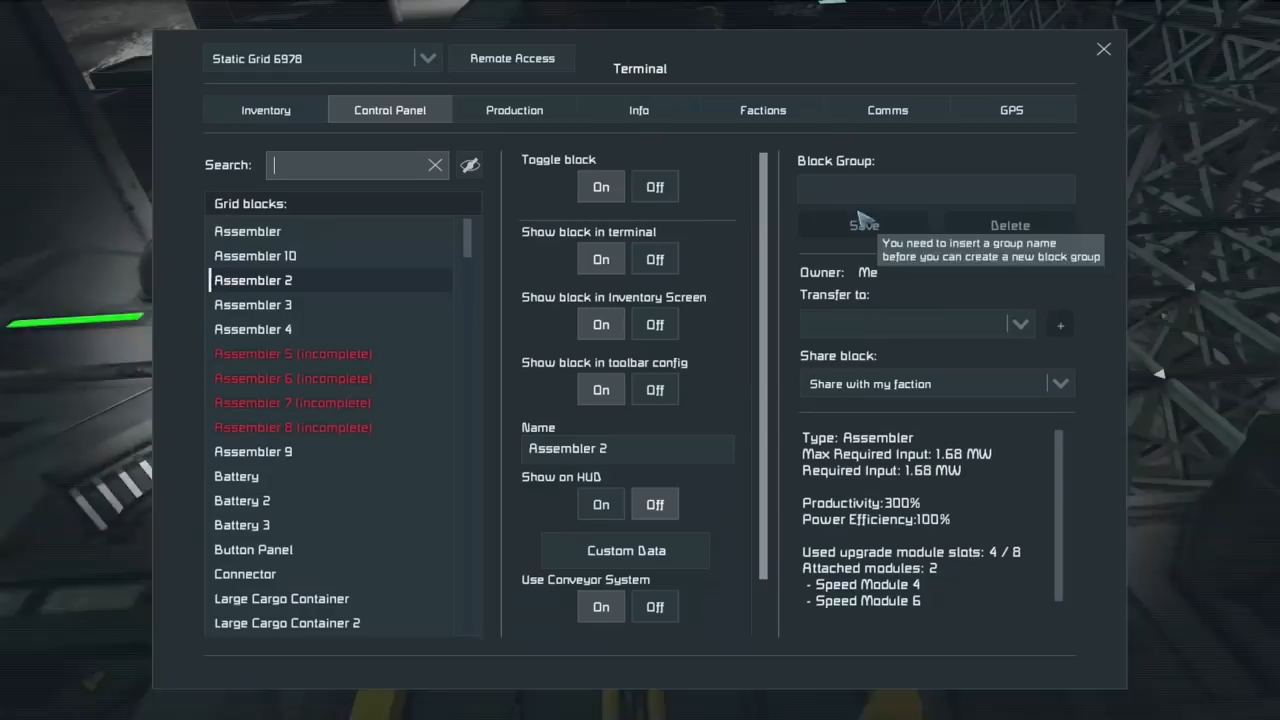 Static Grid 6978
Remote Access
Terminal
Inventory
Control Panel
Production
Info
Factions
Comms
GPS
Search:
Grid blocks:
Assembler
Assembler 10
Assembler 2
Assembler 3
Assembler 4
Assembler 5 (Incomplete)
Assembler 6 (Incomplete)
Assembler 7 (Incomplete)
Assembler 8 (Incomplete)
Assembler 9
Battery
Battery 2
Battery 3
Button Panel
Connector
Large Cargo Container
Large Cargo Container 2
Toggle block
On Off
Show block in terminal
On Off
Show block in Inventory Screen
On Off
Show block in toolbar config
On Off
Name
Assembler 2
Show on HUD
On Off
Custom Data
Use Conveyor System
On Off
Block Group:
Save Delete
You need to insert a group name
before you can create a new block group
Owner: Me
Transfer to:
+
Share block:
Share with my faction
Type: Assembler
Max Required Input: 1.68 MW
Required Input: 1.68 MW
Productivity:300%
Power Efficiency:100%
Used upgrade module slots: 4 / 8
Attached modules: 2
- Speed Module 4
- Speed Module 6